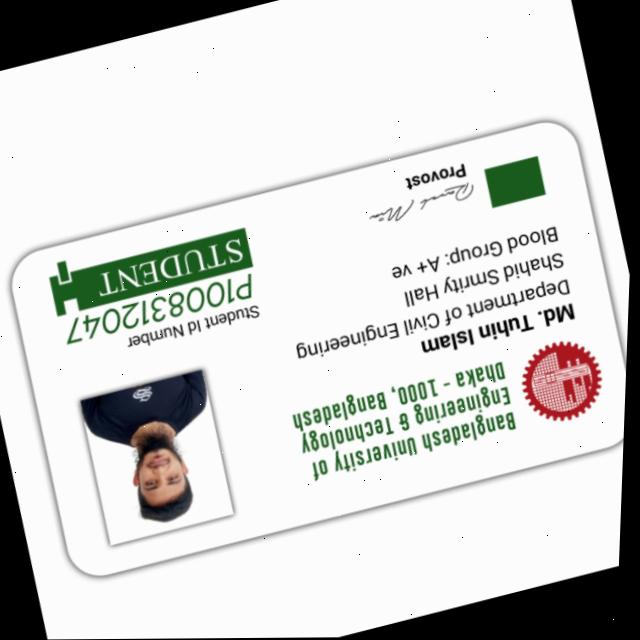 Bangladesh University of
Engineering & Technology
Dhaka - 1000, Bangladesh
Md. Tuhin Islam
Department of Civil Engineering
Shahid Smrity Hall
Blood Group: A+ ve
Student Id Number
P1008312047
STUDENT
Provost